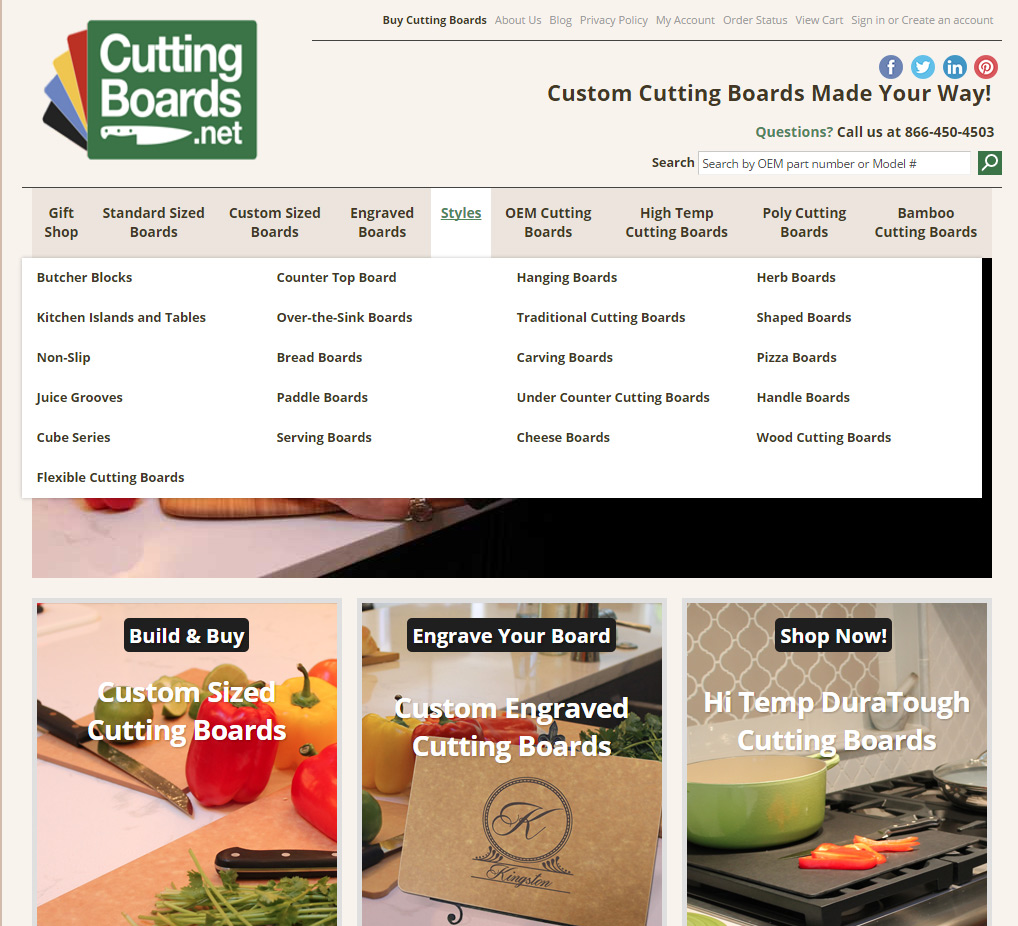 Cutting
Boards
.net
Buy Cutting Boards About Us Blog Privacy Policy My Account Order Status View Cart Sign in or Create an account
Custom Cutting Boards Made Your Way!
Questions? Call us at 866-450-4503
Search Search by OEM part number or Model #
Gift
Shop
Standard Sized
Boards
Custom Sized
Boards
Engraved
Boards
Styles
OEM Cutting
Boards
High Temp
Cutting Boards
Poly Cutting
Boards
Bamboo
Cutting Boards
Butcher Blocks
Counter Top Board
Hanging Boards
Herb Boards
Kitchen Islands and Tables
Over-the-Sink Boards
Traditional Cutting Boards
Shaped Boards
Non-Slip
Bread Boards
Carving Boards
Pizza Boards
Juice Grooves
Paddle Boards
Under Counter Cutting Boards
Handle Boards
Cube Series
Serving Boards
Cheese Boards
Wood Cutting Boards
Flexible Cutting Boards
Build & Buy
Custom Sized
Cutting Boards
Engrave Your Board
Custom Engraved
Cutting Boards
K
Kingston
Shop Now!
Hi Temp DuraTough
Cutting Boards